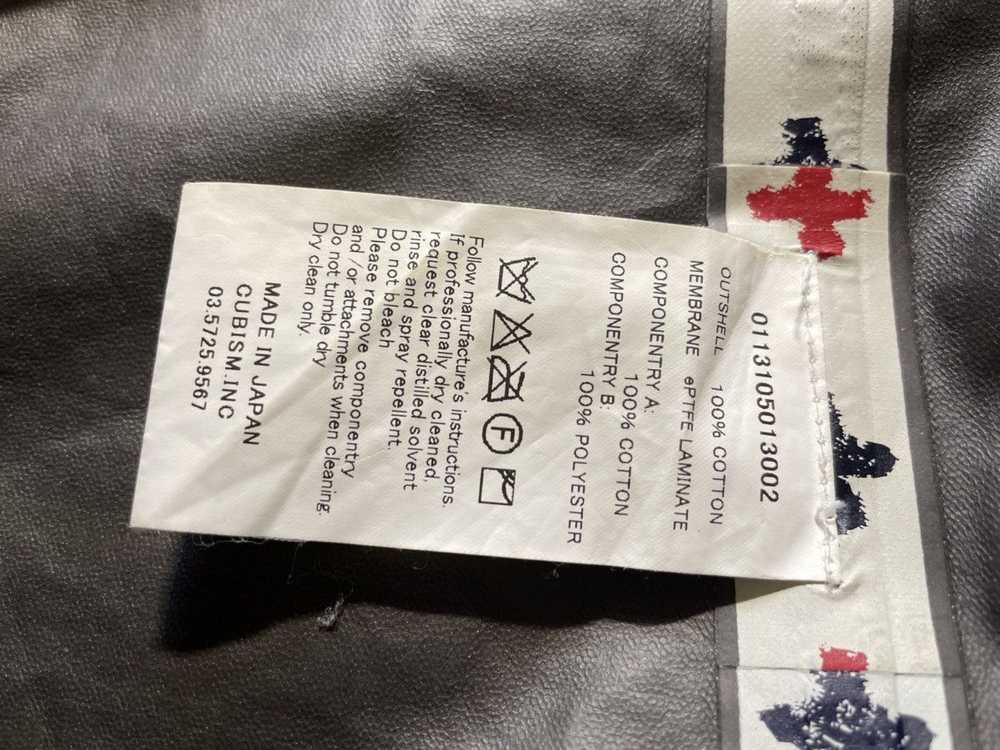 0113105013002
OUTSHELL 100% COTTON
MEMBRANE ePTFE LAMINATE
COMPONENTRY A:
100% COTTON
COMPONENTRY B:
100% POLYESTER
F
Follow manufacture's instructions.
If professionally dry cleaned,
request clear distilled solvent
rinse and spray repellent.
Do not bleach
Please remove componentry
and /or attachments when cleaning.
Do not tumble dry
Dry clean only.
MADE IN JAPAN
CUBISM.INC
03.5725.9567